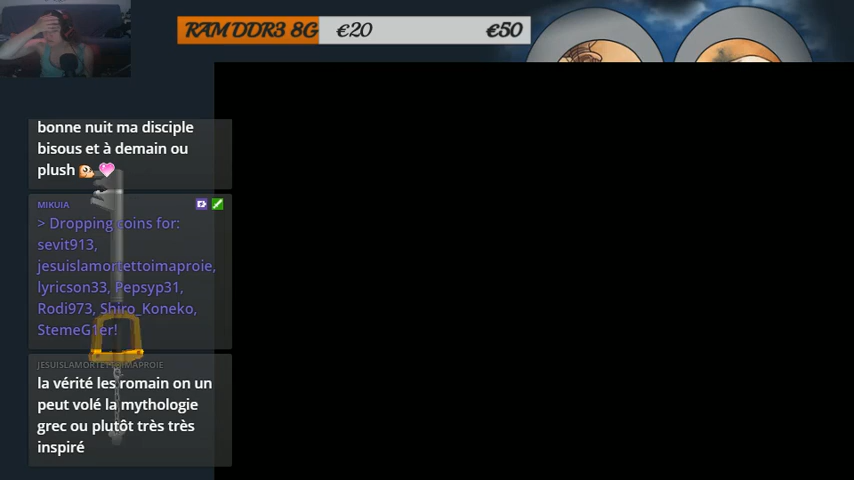 RAM DDR3 8G €20 €50
bonne nuit ma disciple
bisous et à demain ou
plush
MIKUIA
> Dropping coins for:
sevit913,
jesuislamortettoimaproie,
lyricson33, Pepsyp31,
Rodi973, Shiro_Koneko,
StemeG1er!
JESUISLAMORTETTOIMAPROIE
la vérité les romain on un
peut volé la mythologie
grec ou plutôt très très
inspiré